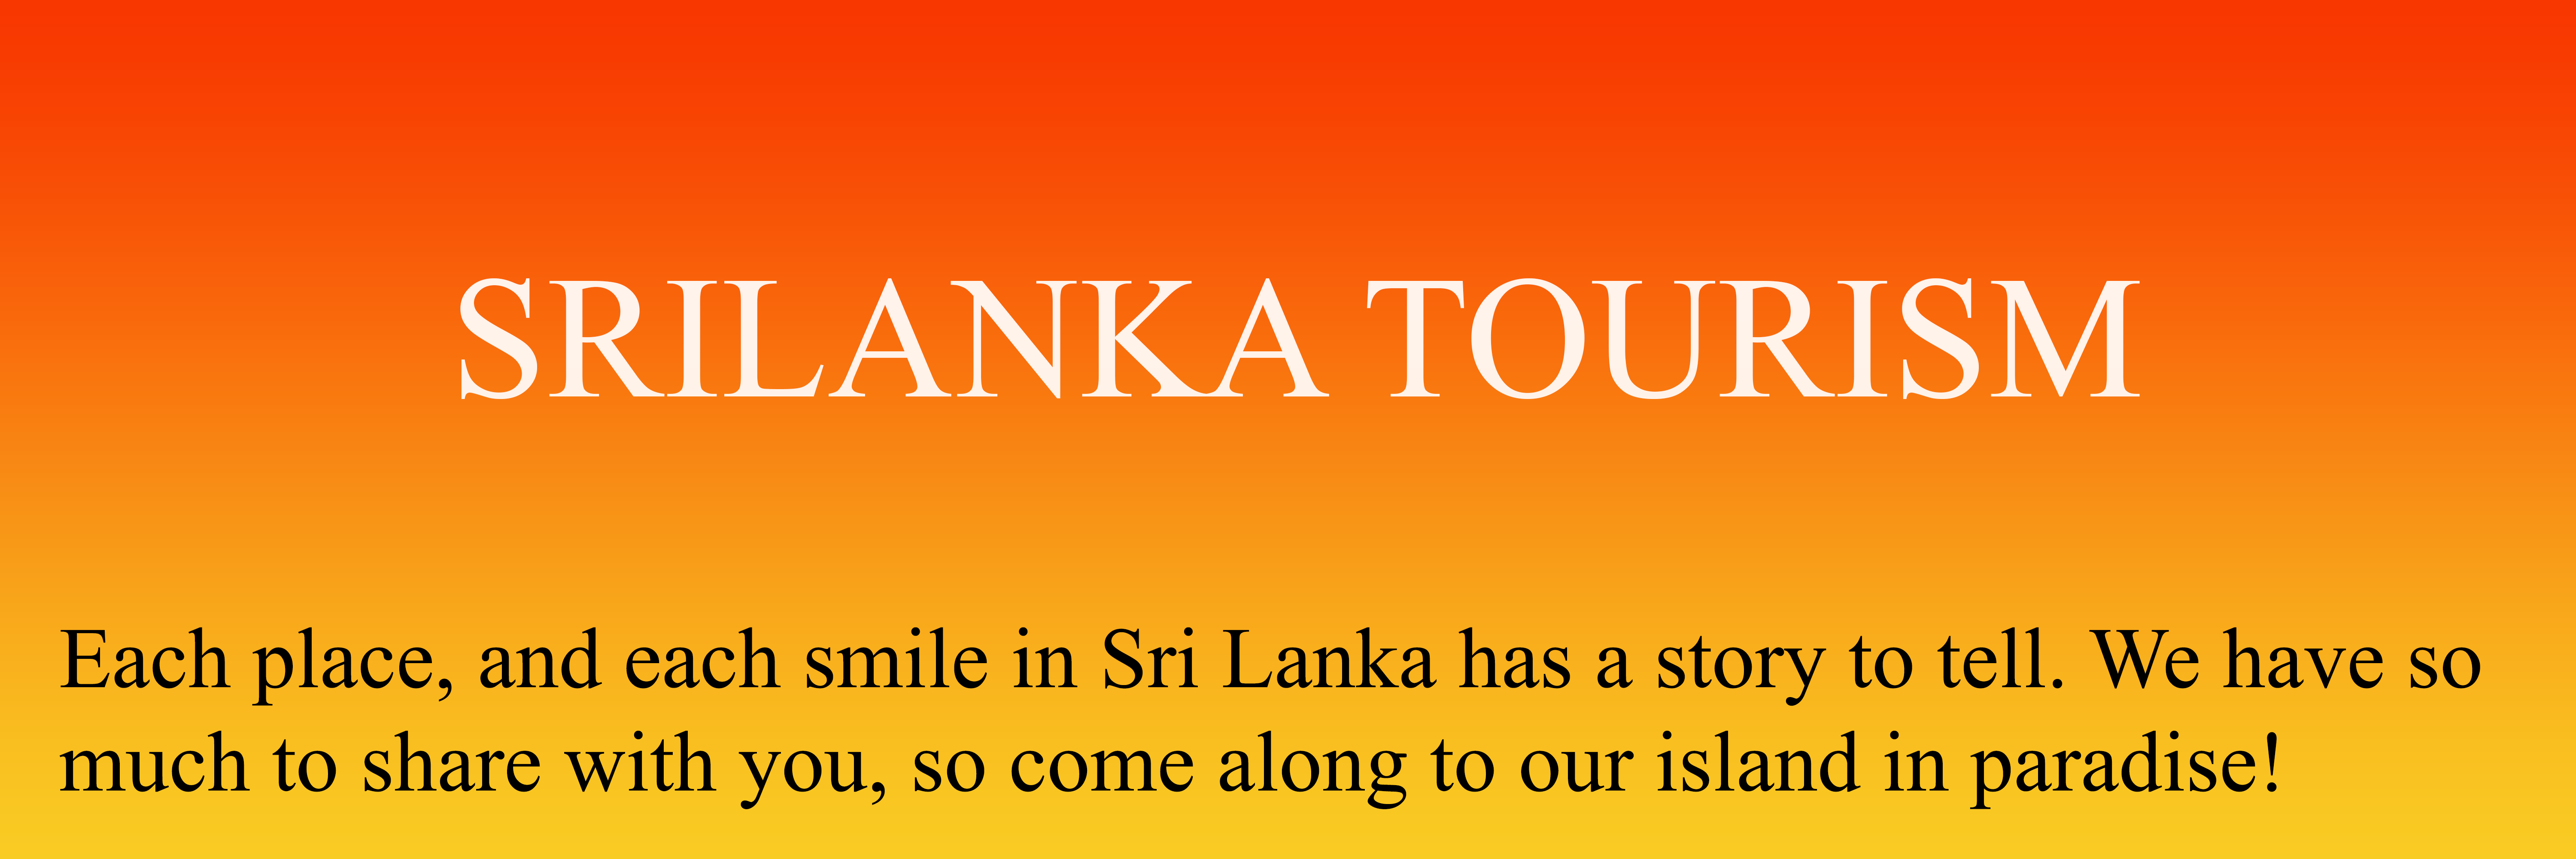 SRILANKA TOURISM
Each place, and each smile in Sri Lanka has a story to tell. We have so
much to share with you, so come along to our island in paradise!